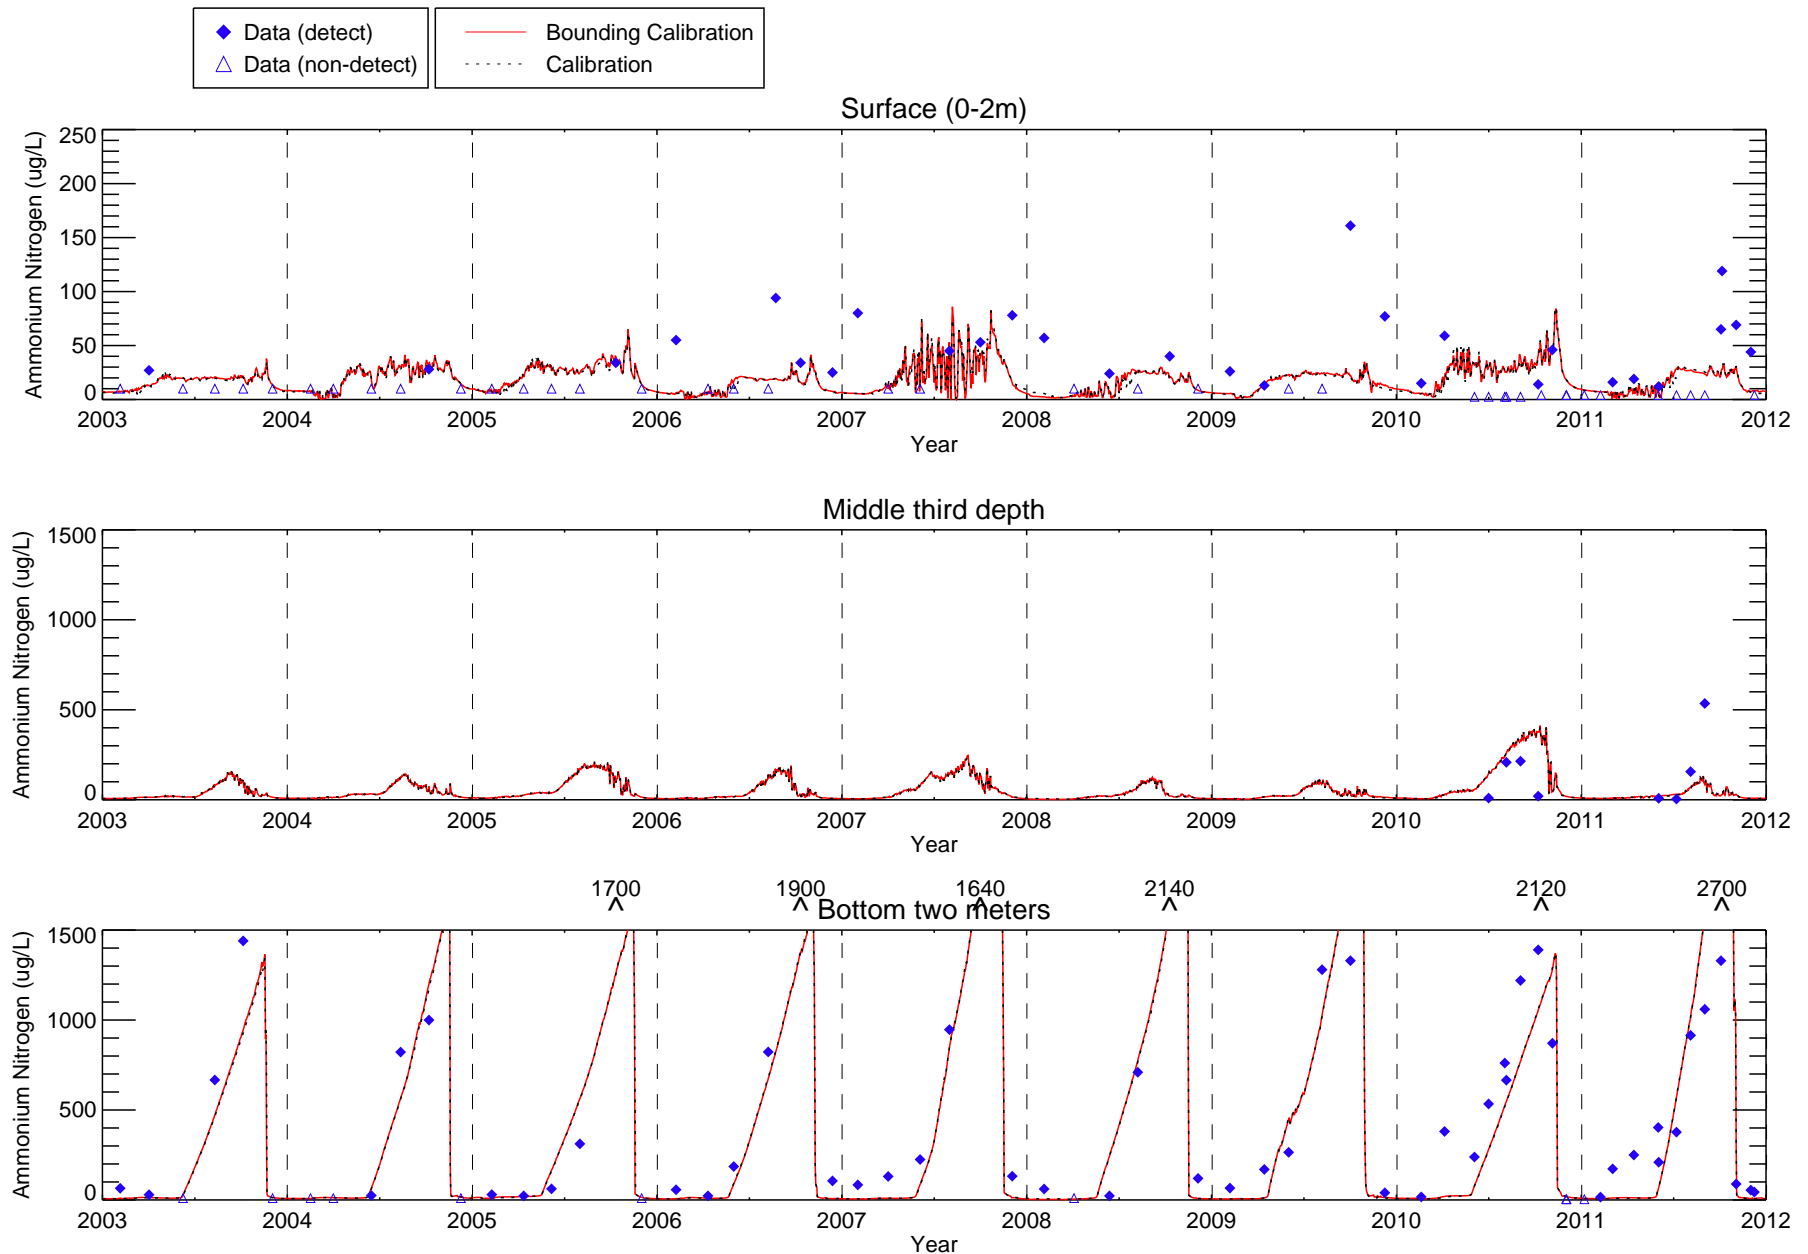 Data (detect)
Data (non-detect)
Bounding Calibration
Calibration
Surface (0-2m)
Ammonium Nitrogen (ug/L)
250
200
150
100
50
0
2003 2004 2005 2006 2007 2008 2009 2010 2011 2012
Year
Middle third depth
Ammonium Nitrogen (ug/L)
1500
1000
500
0
2003 2004 2005 2006 2007 2008 2009 2010 2011 2012
Year
1700 1900 1640 2140 2120 2700
^ ^ ^ ^ ^ ^
Bottom two meters
Ammonium Nitrogen (ug/L)
1500
1000
500
0
2003 2004 2005 2006 2007 2008 2009 2010 2011 2012
Year